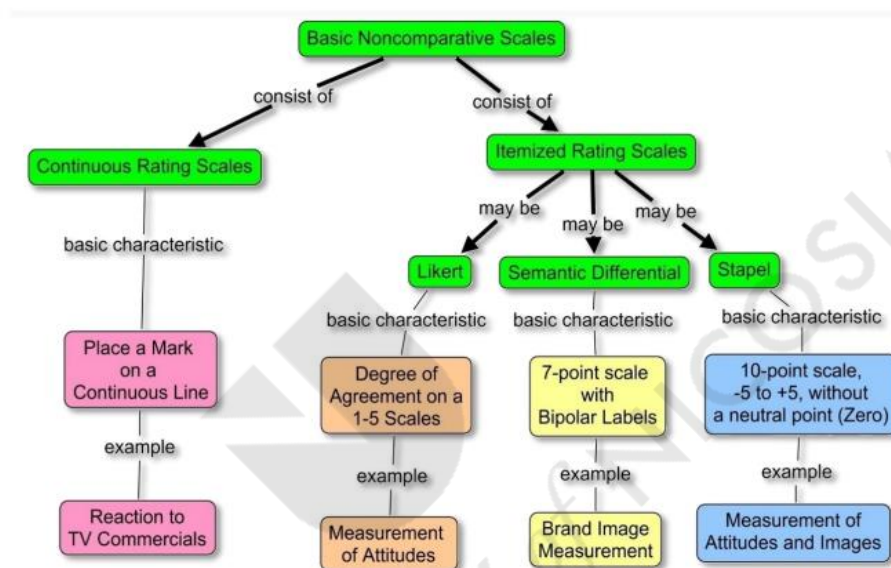 Basic Noncomparative Scales
consist of
consist of
Continuous Rating Scales
Itemized Rating Scales
may be
may be
may be
basic characteristic
Likert
Semantic Differential
Stapel
basic characteristic
basic characteristic
basic characteristic
Place a Mark
on a
Continuous Line
Degree of
Agreement on a
1-5 Scales
7-point scale
with
Bipolar Labels
10-point scale,
-5 to +5, without
a neutral point (Zero)
example
example
example
example
Reaction to
TV Commercials
Measurement
of Attitudes
Brand Image
Measurement
Measurement of
Attitudes and Images
of NICOSI